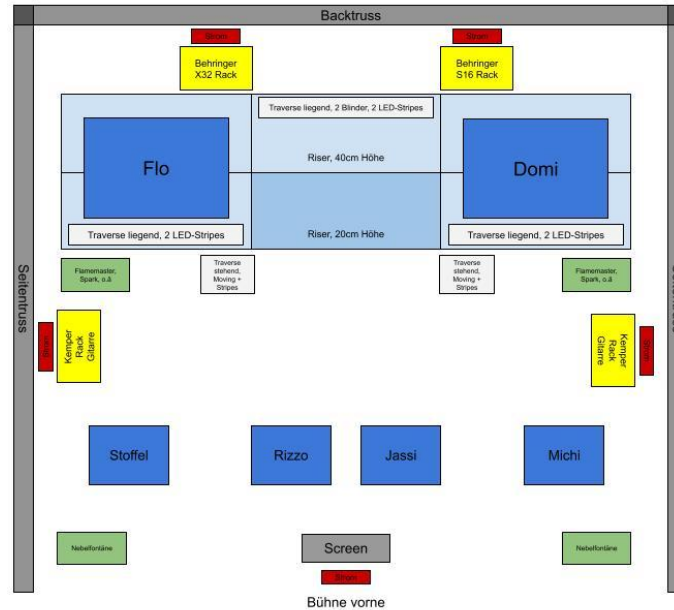 Backtruss
Strom
Strom
Behringer
X32 Rack
Behringer
S16 Rack
Traverse liegend, 2 Blinder, 2 LED-Stripes
Flo
Riser, 40cm Höhe
Domi
Riser, 20cm Höhe
Traverse liegend, 2 LED-Stripes
Traverse liegend, 2 LED-Stripes
Seitentruss
Flamemaster,
Spark, o.ä
Traverse
stehend,
Moving +
Stripes
Traverse
stehend,
Moving +
Stripes
Flamemaster,
Spark, o.ä
Strom
Kemper
Rack
Gitarre
Kemper
Rack
Gitarre
Strom
Stoffel
Rizzo
Jassi
Michi
Nebelfontäne
Screen
Nebelfontäne
Strom
Bühne vorne